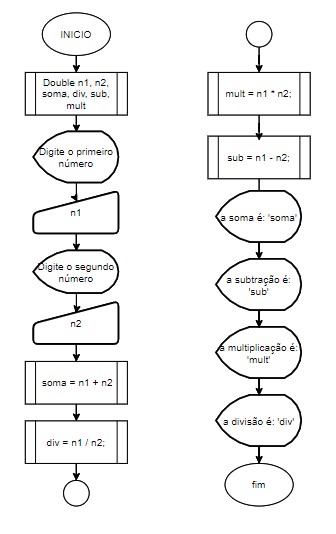 INICIO
Double n1, n2,
soma, div, sub,
mult
Digite o primeiro
número
n1
Digite o segundo
número
n2
soma = n1 + n2
div = n1 / n2;
mult = n1 * n2;
sub = n1 - n2;
a soma é: 'soma'
a subtração é:
'sub'
a multiplicação é:
'mult'
a divisão é: 'div'
fim